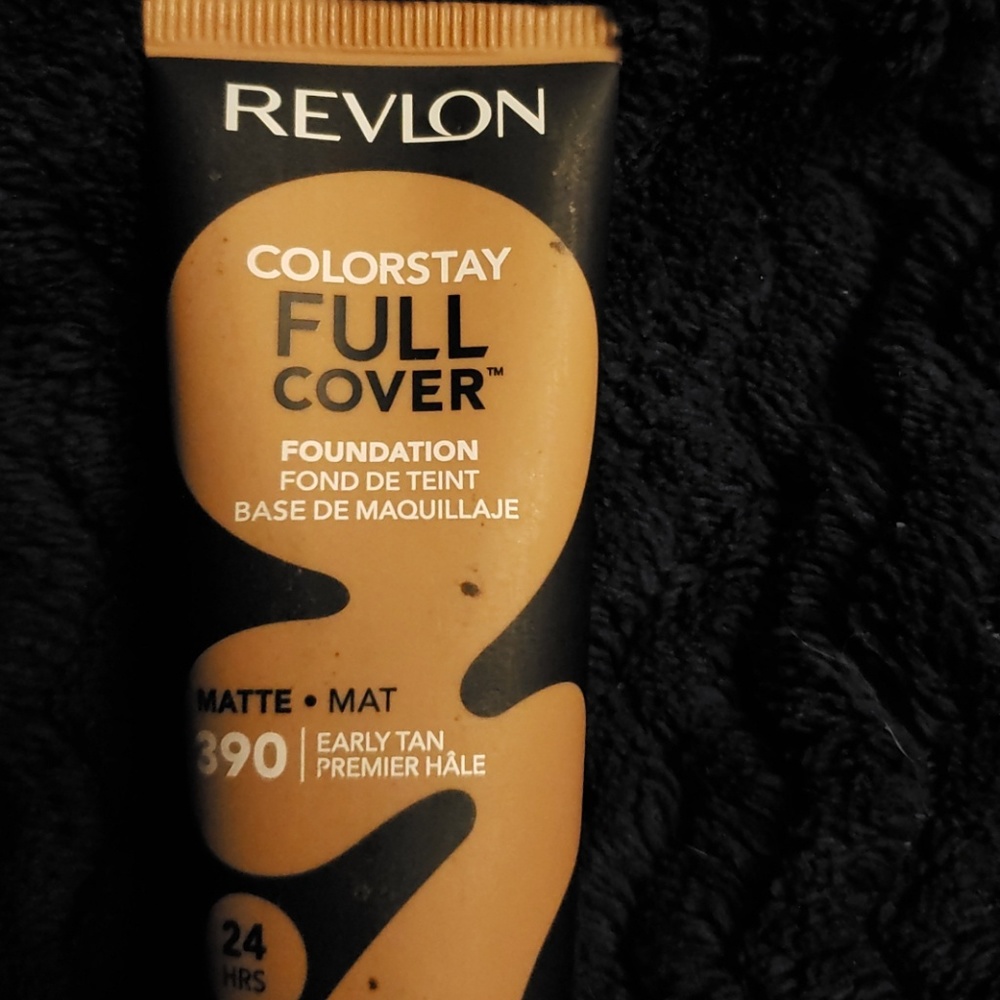 REVLON
COLORSTAY
FULL
COVER™
FOUNDATION
FOND DE TEINT
BASE DE MAQUILLAJE
MATTE • MAT
390 | EARLY TAN
PREMIER HÂLE
24
HRS